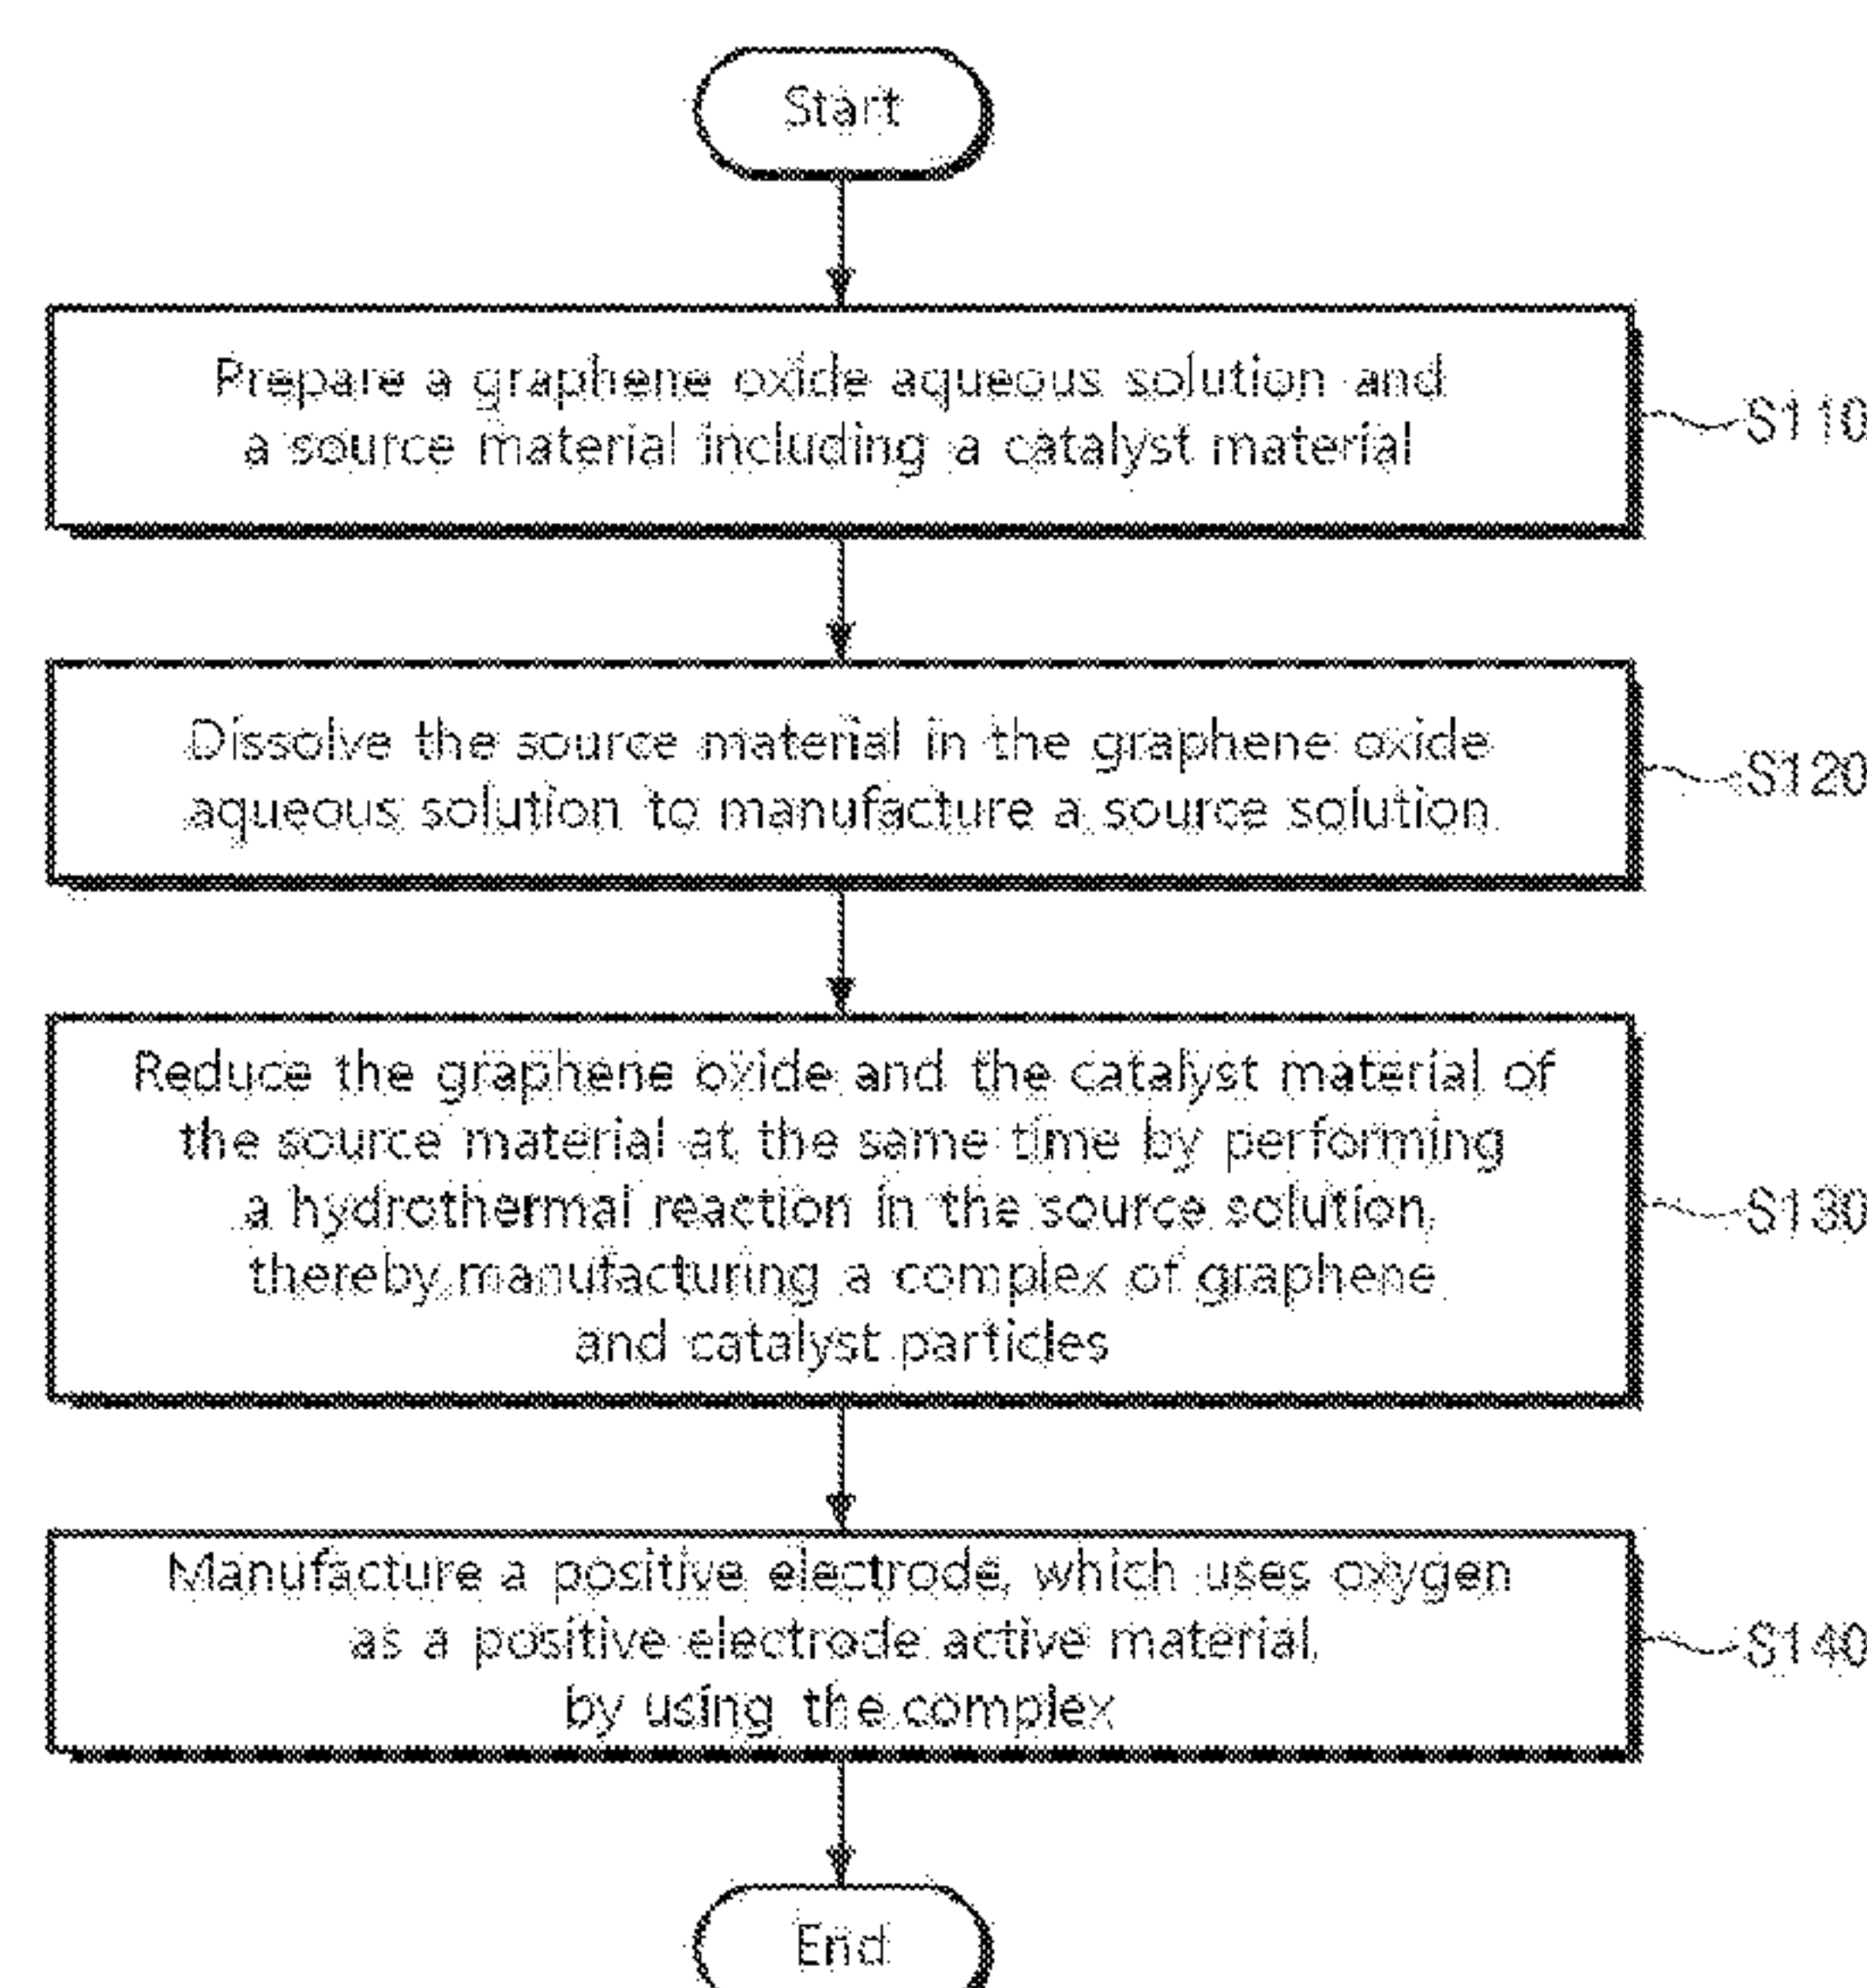 Start
Prepare a graphene oxide aqueous solution and
a source material including a catalyst material
S110
Dissolve the source material in the graphene oxide
aqueous solution to manufacture a source solution
S120
Reduce the graphene oxide and the catalyst material of
the source material at the same time by performing
a hydrothermal reaction in the source solution,
thereby manufacturing a complex of graphene
and catalyst particles
S130
Manufacture a positive electrode, which uses oxygen
as a positive electrode active material,
by using the complex
S140
End